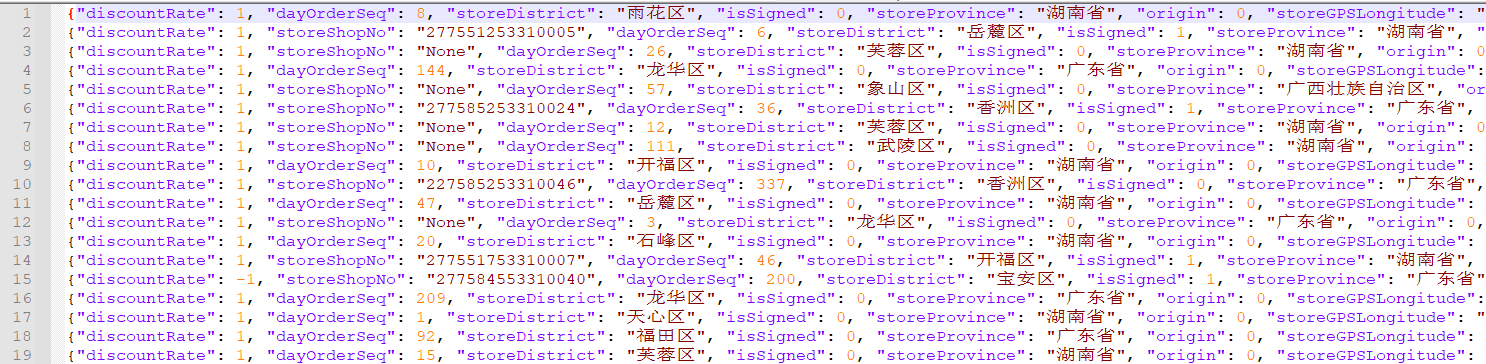 1 {"discountRate": 1, "dayOrderSeq": 8, "storeDistrict": "雨花区", "isSigned": 0, "storeProvince": "湖南省", "origin": 0, "storeGPSLongitude": "
2 {"discountRate": 1, "storeShopNo": "277551253310005", "dayOrderSeq": 6, "storeDistrict": "岳麓区", "isSigned": 1, "storeProvince": "湖南省", "
3 {"discountRate": 1, "storeShopNo": "None", "dayOrderSeq": 26, "storeDistrict": "芙蓉区", "isSigned": 0, "storeProvince": "湖南省", "origin": 0
4 {"discountRate": 1, "dayOrderSeq": 144, "storeDistrict": "龙华区", "isSigned": 0, "storeProvince": "广东省", "origin": 0, "storeGPSLongitude":
5 {"discountRate": 1, "storeShopNo": "None", "dayOrderSeq": 57, "storeDistrict": "象山区", "isSigned": 0, "storeProvince": "广西壮族自治区", "or
6 {"discountRate": 1, "storeShopNo": "277585253310024", "dayOrderSeq": 36, "storeDistrict": "香洲区", "isSigned": 1, "storeProvince": "广东省",
7 {"discountRate": 1, "storeShopNo": "None", "dayOrderSeq": 12, "storeDistrict": "芙蓉区", "isSigned": 0, "storeProvince": "湖南省", "origin": 0
8 {"discountRate": 1, "storeShopNo": "None", "dayOrderSeq": 111, "storeDistrict": "武陵区", "isSigned": 0, "storeProvince": "湖南省", "origin":
9 {"discountRate": 1, "dayOrderSeq": 10, "storeDistrict": "开福区", "isSigned": 0, "storeProvince": "湖南省", "origin": 0, "storeGPSLongitude":
10 {"discountRate": 1, "storeShopNo": "227585253310046", "dayOrderSeq": 337, "storeDistrict": "香洲区", "isSigned": 0, "storeProvince": "广东省",
11 {"discountRate": 1, "dayOrderSeq": 47, "storeDistrict": "岳麓区", "isSigned": 0, "storeProvince": "湖南省", "origin": 0, "storeGPSLongitude":
12 {"discountRate": 1, "storeShopNo": "None", "dayOrderSeq": 3, "storeDistrict": "龙华区", "isSigned": 0, "storeProvince": "广东省", "origin": 0,
13 {"discountRate": 1, "dayOrderSeq": 20, "storeDistrict": "石峰区", "isSigned": 0, "storeProvince": "湖南省", "origin": 0, "storeGPSLongitude":
14 {"discountRate": 1, "storeShopNo": "277551753310007", "dayOrderSeq": 46, "storeDistrict": "开福区", "isSigned": 1, "storeProvince": "湖南省",
15 {"discountRate": -1, "storeShopNo": "277584553310040", "dayOrderSeq": 200, "storeDistrict": "宝安区", "isSigned": 1, "storeProvince": "广东省
16 {"discountRate": 1, "dayOrderSeq": 209, "storeDistrict": "龙华区", "isSigned": 0, "storeProvince": "广东省", "origin": 0, "storeGPSLongitude":
17 {"discountRate": 1, "dayOrderSeq": 1, "storeDistrict": "天心区", "isSigned": 0, "storeProvince": "湖南省", "origin": 0, "storeGPSLongitude":
18 {"discountRate": 1, "dayOrderSeq": 92, "storeDistrict": "福田区", "isSigned": 0, "storeProvince": "广东省", "origin": 0, "storeGPSLongitude":
19 {"discountRate": 1, "dayOrderSeq": 15, "storeDistrict": "芙蓉区", "isSigned": 0, "storeProvince": "湖南省", "origin": 0, "storeGPSLongitude":